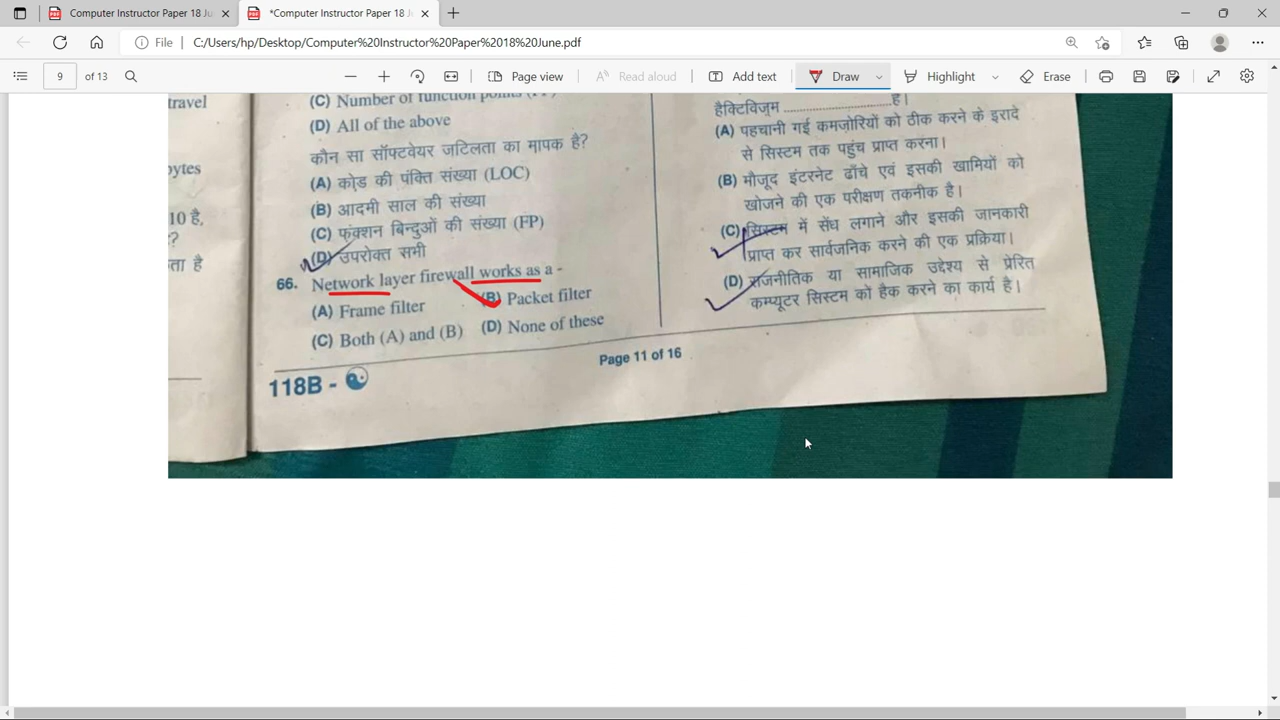 Computer Instructor Paper 18 Ju
*Computer Instructor Paper 18 J
File
C:/Users/hp/Desktop/Computer%20Instructor%20Paper%2018%20June.pdf
9 of 13
Page view
Read aloud
Add text
Draw
Highlight
Erase
travel
bytes
10 है,
?
ता है
(C) Number of function points
(D) All of the above
कौन सा सॉफ्टवेयर जटिलता का मापक है?
(A) कोड की पंक्ति संख्या (LOC)
(B) आदमी साल की संख्या
(C) फंक्शन बिन्दुओं की संख्या (FP)
(D) उपरोक्त सभी
66. Network layer firewall works as a -
(A) Frame filter
(B) Packet filter
(C) Both (A) and (B)
(D) None of these
118B -
Page 11 of 16
हैक्टिविज़्म ........................... है।
(A) पहचानी गई कमज़ोरियों को ठीक करने के इरादे
से सिस्टम तक पहुंच प्राप्त करना।
(B) मौजूद इंटरनेट ढाँचे एवं इसकी खामियों को
खोजने की एक परीक्षण तकनीक है।
(C) सिस्टम में सेंध लगाने और इसकी जानकारी
प्राप्त कर सार्वजनिक करने की एक प्रक्रिया।
(D) राजनीतिक या सामाजिक उद्देश्य से प्रेरित
कम्प्यूटर सिस्टम को हैक करने का कार्य है।